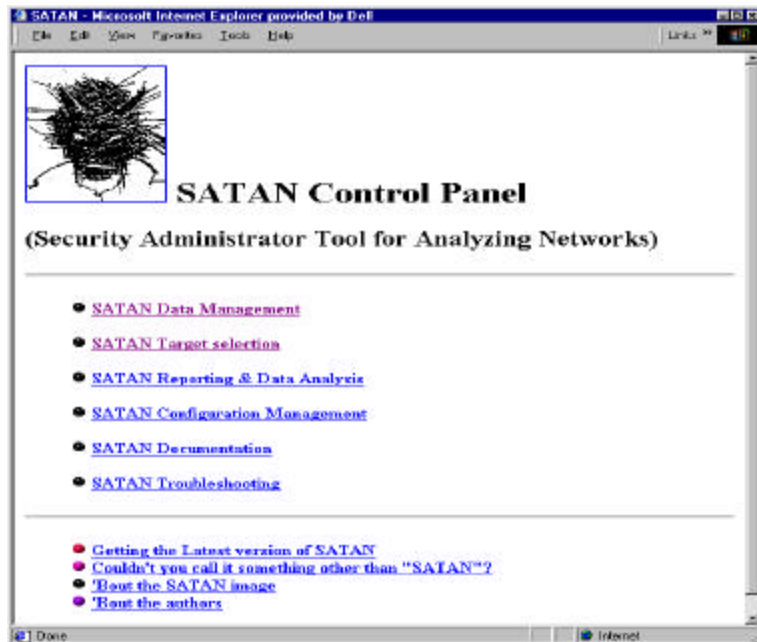 SATAN - Microsoft Internet Explorer provided by Dell
File Edit View Favorites Tools Help
Links »
SATAN Control Panel
(Security Administrator Tool for Analyzing Networks)
SATAN Data Management
SATAN Target selection
SATAN Reporting & Data Analysis
SATAN Configuration Management
SATAN Documentation
SATAN Troubleshooting
Getting the Latest version of SATAN
Couldn't you call it something other than "SATAN"?
'Bout the SATAN image
'Bout the authors
Done
Internet